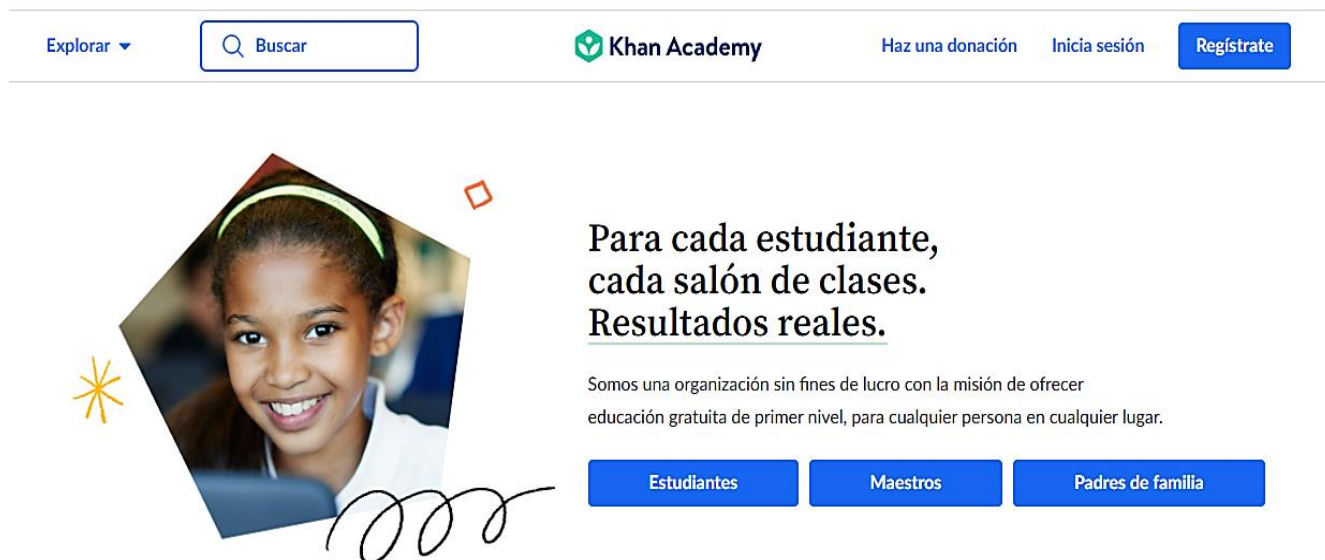 Explorar
Buscar
Khan Academy
Haz una donación
Inicia sesión
Regístrate
Para cada estudiante,
cada salón de clases.
Resultados reales.
Somos una organización sin fines de lucro con la misión de ofrecer
educación gratuita de primer nivel, para cualquier persona en cualquier lugar.
Estudiantes
Maestros
Padres de familia